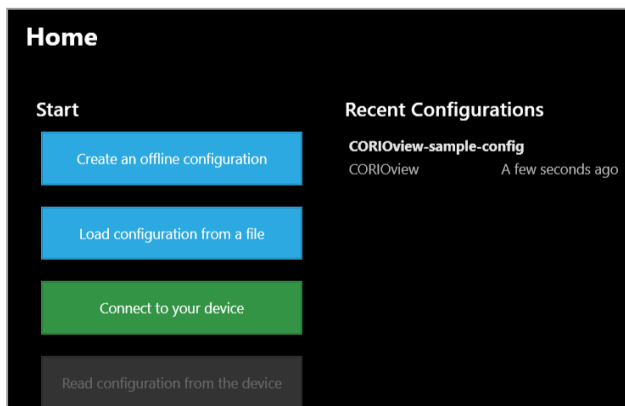 Home
Start
Create an offline configuration
Load configuration from a file
Connect to your device
Read configuration from the device
Recent Configurations
CORIOview-sample-config
CORIOview A few seconds ago